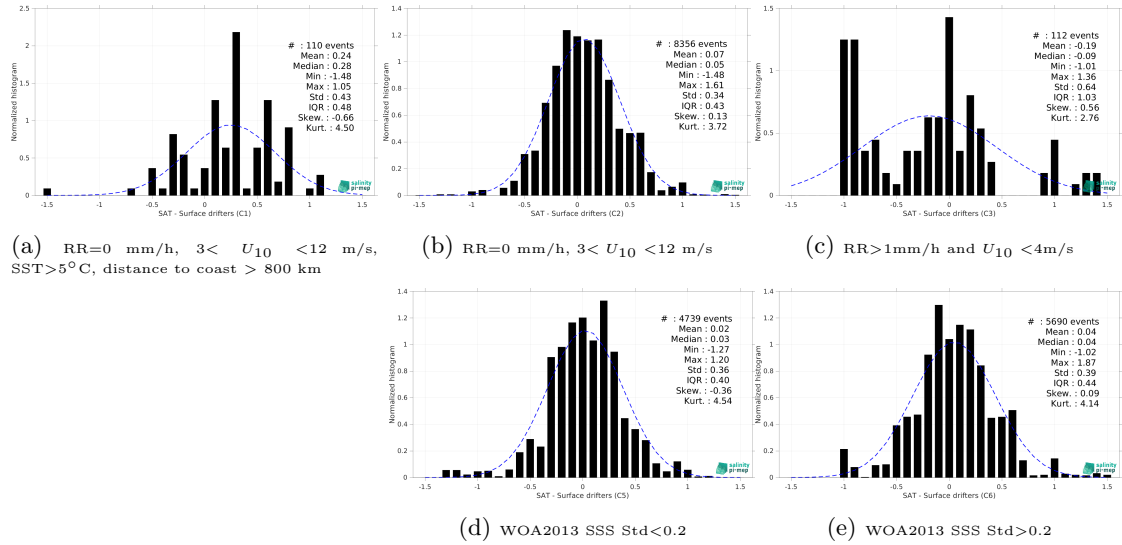 2.5
2
1.5
1
0.5
0
-1.5 -1 -0.5 0 0.5 1 1.5
Normalized histogram
SAT - Surface drifters (C1)
# : 110 events
Mean : 0.24
Median : 0.28
Min : -1.48
Max : 1.05
Std : 0.43
IQR : 0.48
Skew. : -0.66
Kurt. : 4.50
salinity
pi-mep
(a) RR=0 mm/h, 3< U10 <12 m/s,
SST>5°C, distance to coast > 800 km
1.4
1.2
1
0.8
0.6
0.4
0.2
0
-1.5 -1 -0.5 0 0.5 1 1.5
Normalized histogram
SAT - Surface drifters (C2)
# : 8356 events
Mean : 0.07
Median : 0.05
Min : -1.48
Max : 1.61
Std : 0.34
IQR : 0.43
Skew. : 0.13
Kurt. : 3.72
salinity
pi-mep
(b) RR=0 mm/h, 3< U10 <12 m/s
1.5
1
0.5
0
-1.5 -1 -0.5 0 0.5 1 1.5
Normalized histogram
SAT - Surface drifters (C3)
# : 112 events
Mean : -0.19
Median : -0.09
Min : -1.01
Max : 1.36
Std : 0.64
IQR : 1.03
Skew. : 0.56
Kurt. : 2.76
salinity
pi-mep
(c) RR>1mm/h and U10 <4m/s
1.4
1.2
1
0.8
0.6
0.4
0.2
0
-1.5 -1 -0.5 0 0.5 1 1.5
Normalized histogram
SAT - Surface drifters (C5)
# : 4739 events
Mean : 0.02
Median : 0.03
Min : -1.27
Max : 1.20
Std : 0.36
IQR : 0.40
Skew. : -0.36
Kurt. : 4.54
salinity
pi-mep
(d) WOA2013 SSS Std<0.2
1.4
1.2
1
0.8
0.6
0.4
0.2
0
-1.5 -1 -0.5 0 0.5 1 1.5
Normalized histogram
SAT - Surface drifters (C6)
# : 5690 events
Mean : 0.04
Median : 0.04
Min : -1.02
Max : 1.87
Std : 0.39
IQR : 0.44
Skew. : 0.09
Kurt. : 4.14
salinity
pi-mep
(e) WOA2013 SSS Std>0.2